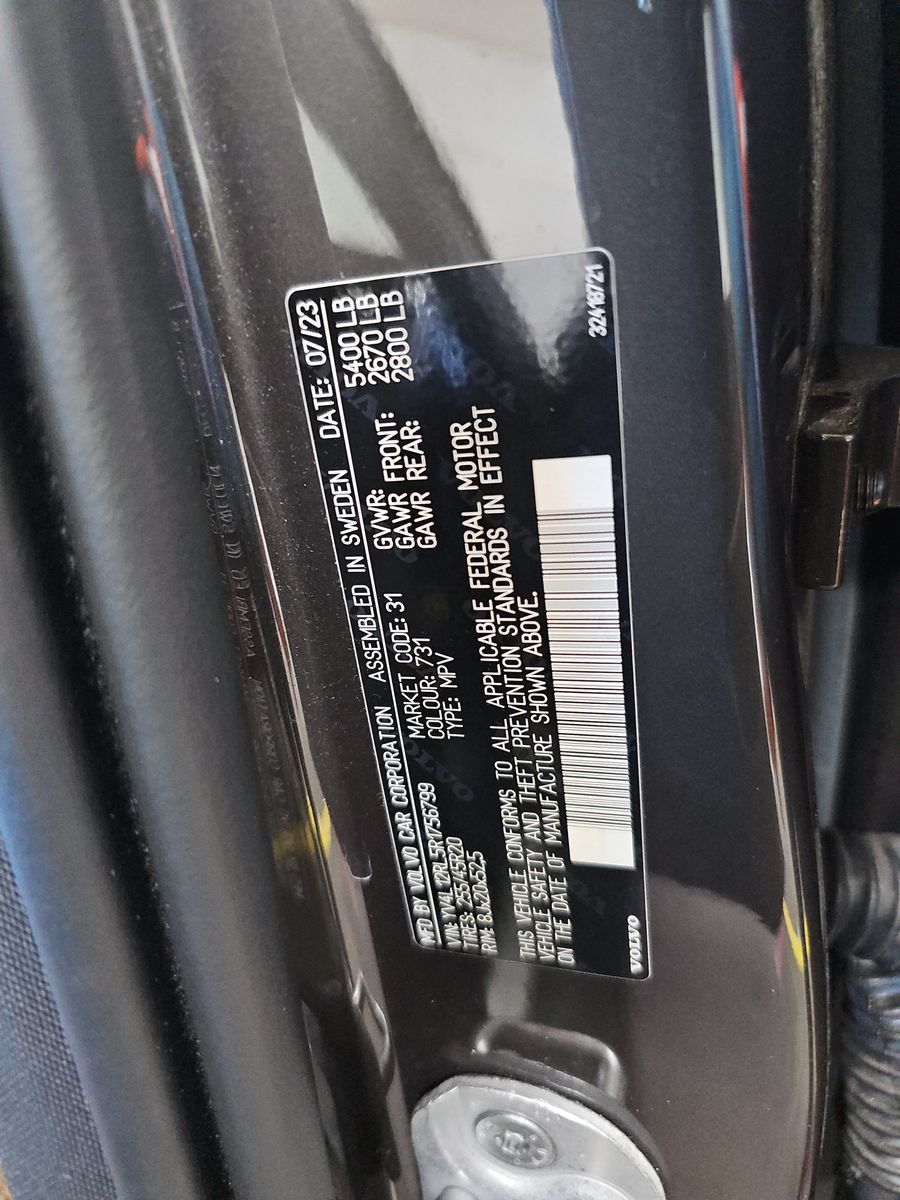 MFD BY VOLVO CAR CORPORATION ASSEMBLED IN SWEDEN DATE: 07/23
VIN: YV4L12RL5R1756799 MARKET CODE: 31 GVWR: 5400 LB
TIRES: 255/45R20 COLOUR: 731 GAWR FRONT: 2670 LB
RIM: 8Jx20x52.5 TYPE: MPV GAWR REAR: 2800 LB
THIS VEHICLE CONFORMS TO ALL APPLICABLE FEDERAL MOTOR
VEHICLE SAFETY AND THEFT PREVENTION STANDARDS IN EFFECT
ON THE DATE OF MANUFACTURE SHOWN ABOVE.
VOLVO 32418721